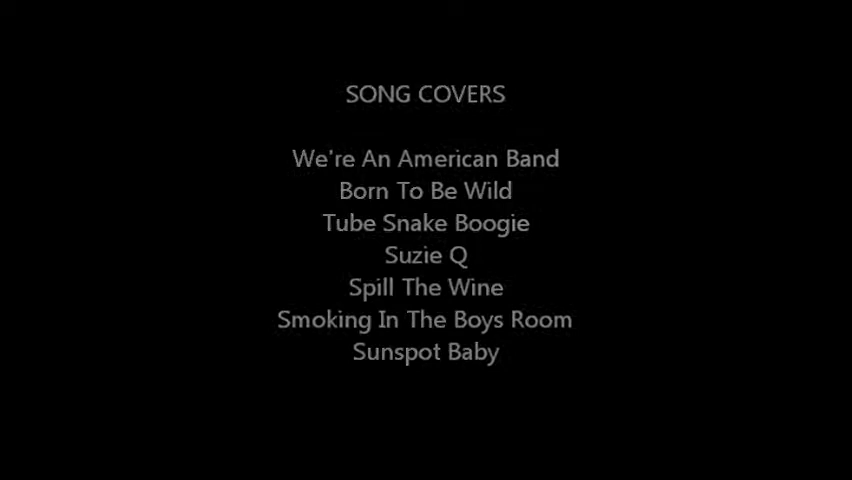 SONG COVERS
We're An American Band
Born To Be Wild
Tube Snake Boogie
Suzie Q
Spill The Wine
Smoking In The Boys Room
Sunspot Baby